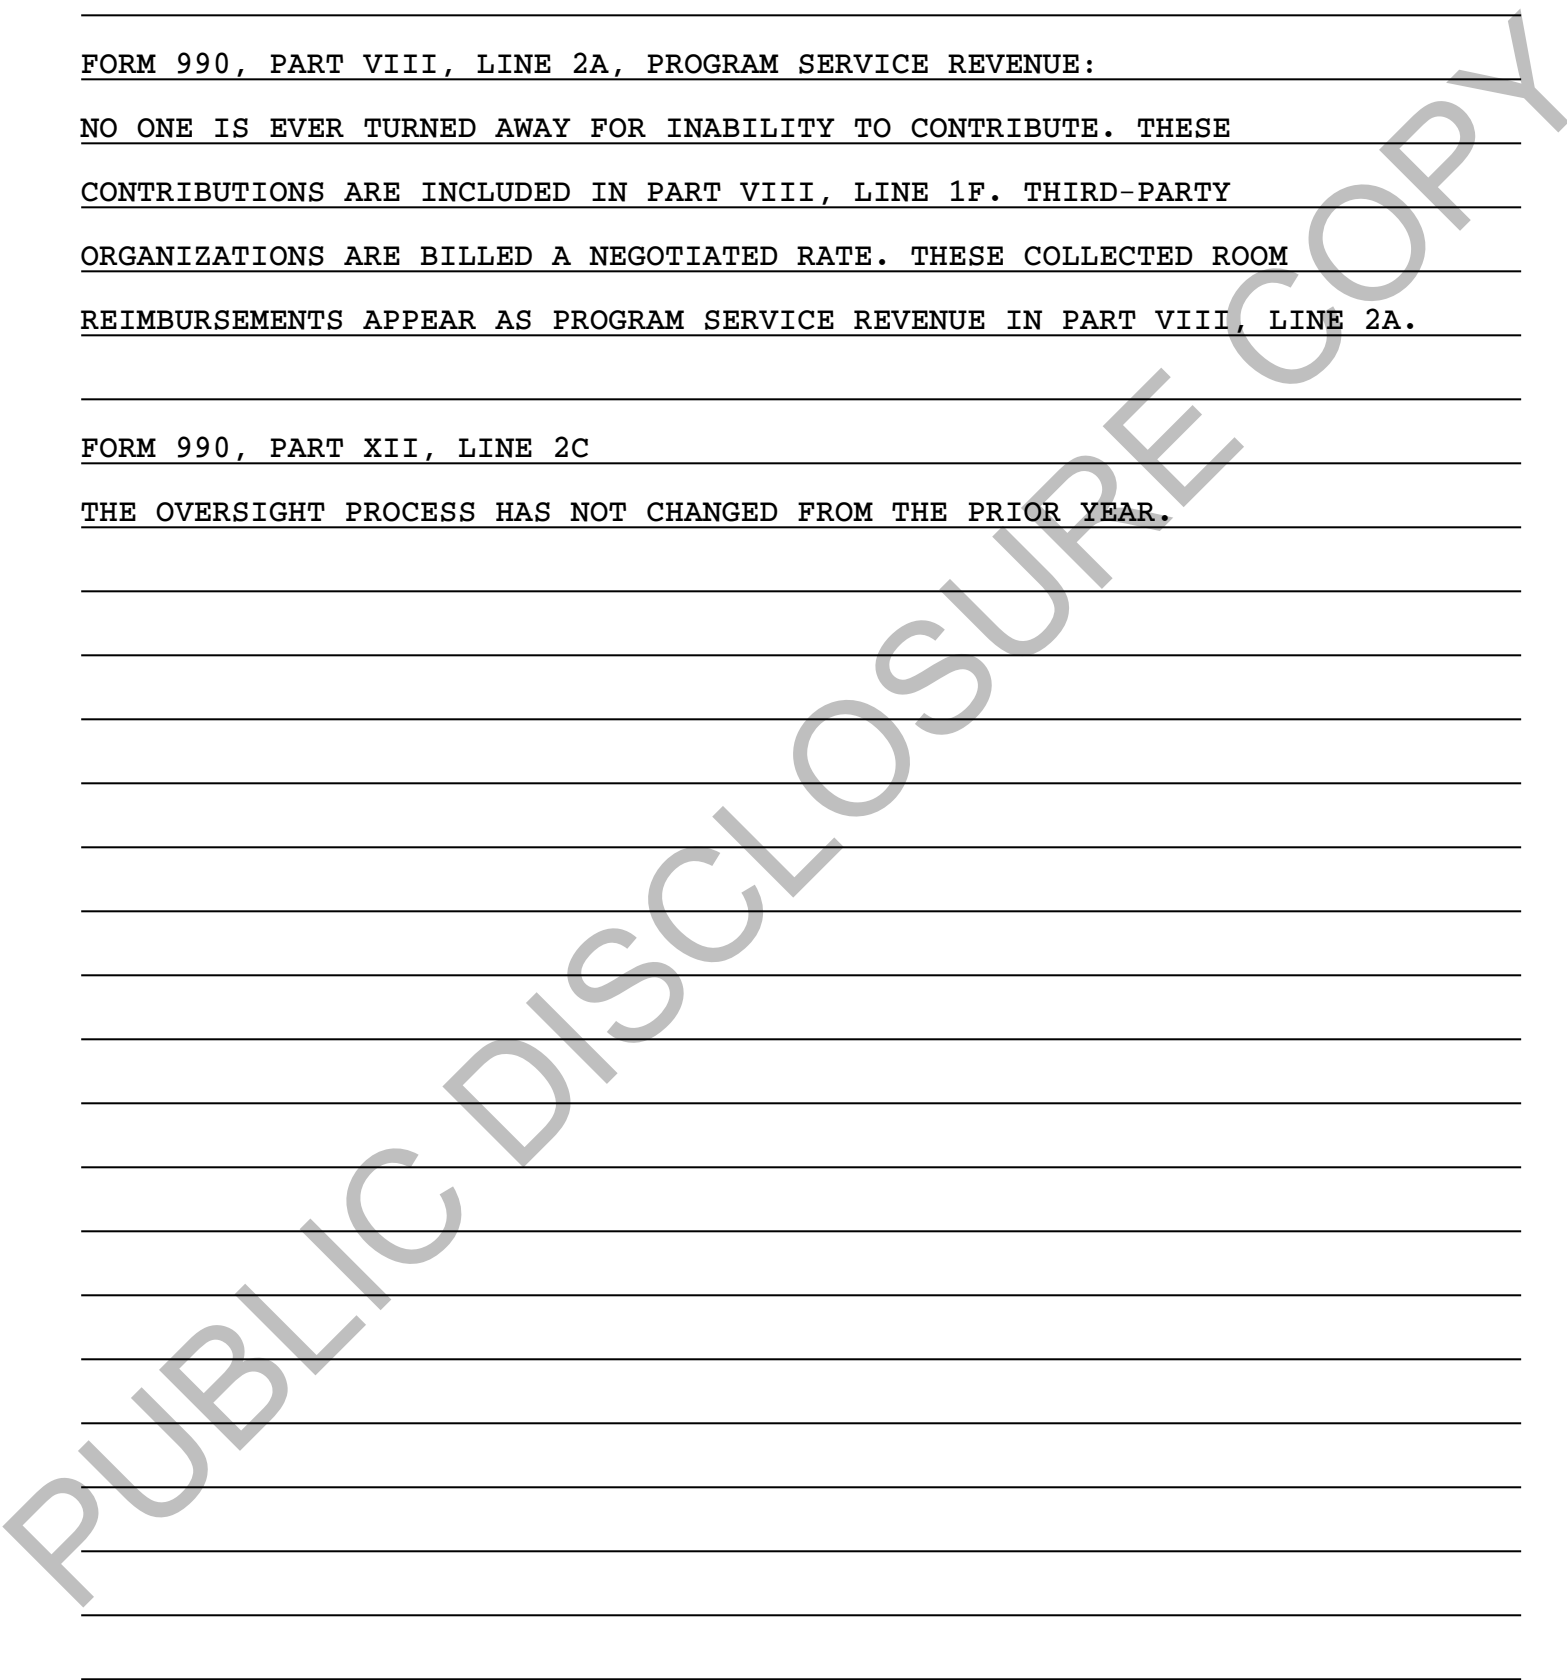 FORM 990, PART VIII, LINE 2A, PROGRAM SERVICE REVENUE:
NO ONE IS EVER TURNED AWAY FOR INABILITY TO CONTRIBUTE. THESE
CONTRIBUTIONS ARE INCLUDED IN PART VIII, LINE 1F. THIRD-PARTY
ORGANIZATIONS ARE BILLED A NEGOTIATED RATE. THESE COLLECTED ROOM
REIMBURSEMENTS APPEAR AS PROGRAM SERVICE REVENUE IN PART VIII, LINE 2A.
FORM 990, PART XII, LINE 2C
THE OVERSIGHT PROCESS HAS NOT CHANGED FROM THE PRIOR YEAR.
PUBLIC DISCLOSURE COPY